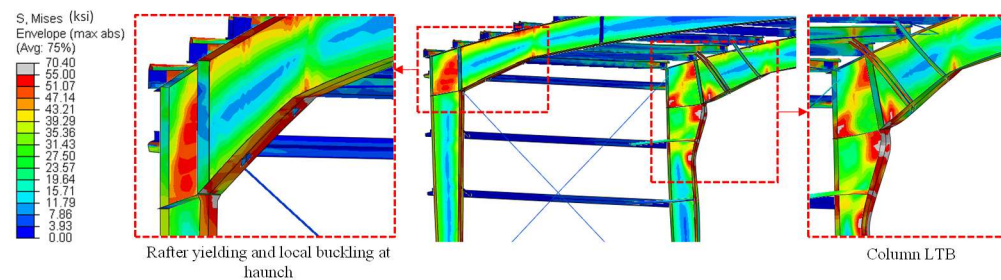 S, Mises (ksi)
Envelope (max abs)
(Avg: 75%)
70.40
55.00
51.07
47.14
43.21
39.29
35.36
31.43
27.50
23.57
19.64
15.71
11.79
7.86
3.93
0.00
Rafter yielding and local buckling at
haunch
Column LTB